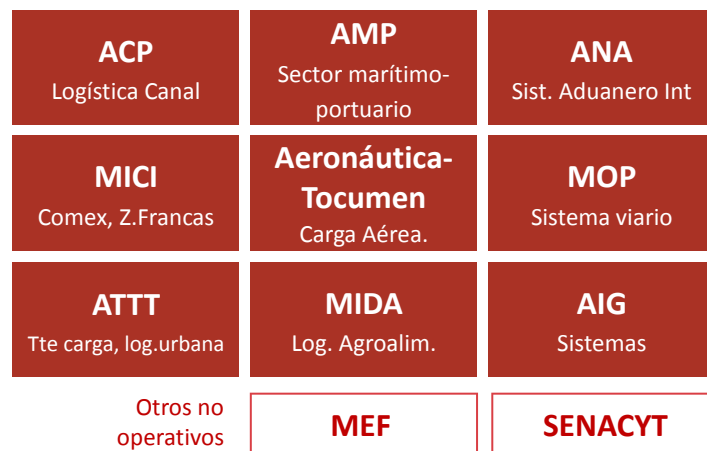 ACP
Logística Canal
AMP
Sector marítimo-
portuario
ANA
Sist. Aduanero Int
MICI
Comex, Z.Francas
Aeronáutica-
Tocumen
Carga Aérea.
MOP
Sistema viario
ATTT
Tte carga, log.urbana
MIDA
Log. Agroalim.
AIG
Sistemas
Otros no
operativos
MEF
SENACYT